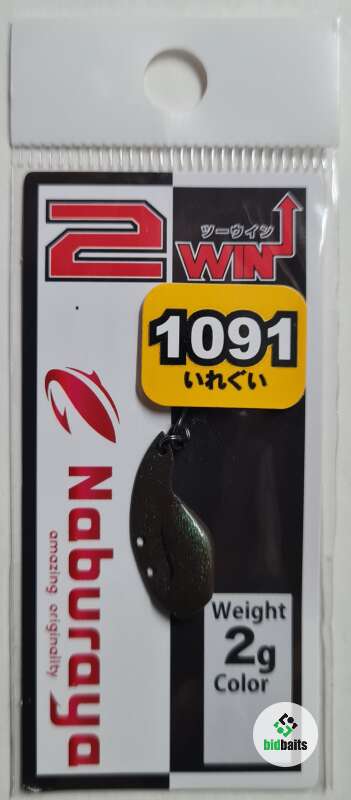 2
ツーウイン
WIN
1091
いれぐい
Naburaya
amazing originality
Weight
2g
Color
bidbaits